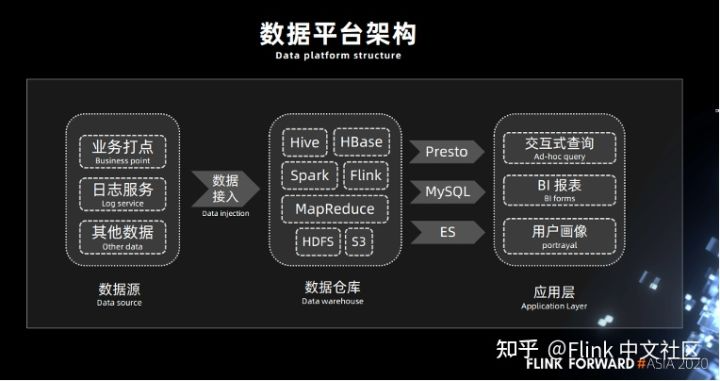 数据平台架构
Data platform structure
业务打点
Business point
日志服务
Log service
其他数据
Other data
数据源
Data source
数据
接入
Data injection
Hive
HBase
Spark
Flink
MapReduce
HDFS
S3
数据仓库
Data warehouse
Presto
MySQL
ES
交互式查询
Ad-hoc query
BI 报表
BI forms
用户画像
portrayal
应用层
Application Layer
知乎 @Flink 中文社区
FLINK FORWARD #ASIA 2020